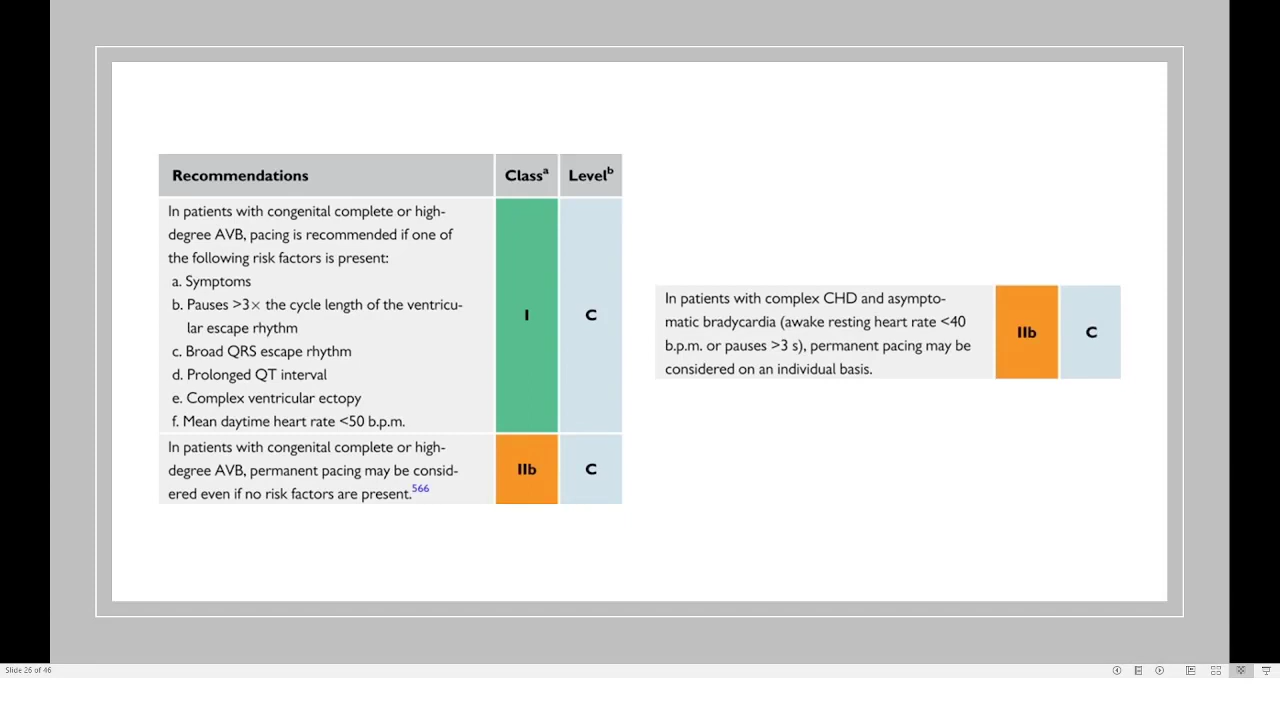 Recommendations Class^a Level^b
In patients with congenital complete or high-
degree AVB, pacing is recommended if one of
the following risk factors is present:
a. Symptoms
b. Pauses >3× the cycle length of the ventricu-
lar escape rhythm
c. Broad QRS escape rhythm
d. Prolonged QT interval
e. Complex ventricular ectopy
f. Mean daytime heart rate <50 b.p.m.
I C
In patients with congenital complete or high-
degree AVB, permanent pacing may be consid-
ered even if no risk factors are present.566
IIb C
In patients with complex CHD and asympto-
matic bradycardia (awake resting heart rate <40
b.p.m. or pauses >3 s), permanent pacing may be
considered on an individual basis.
IIb C
Slide 26 of 46